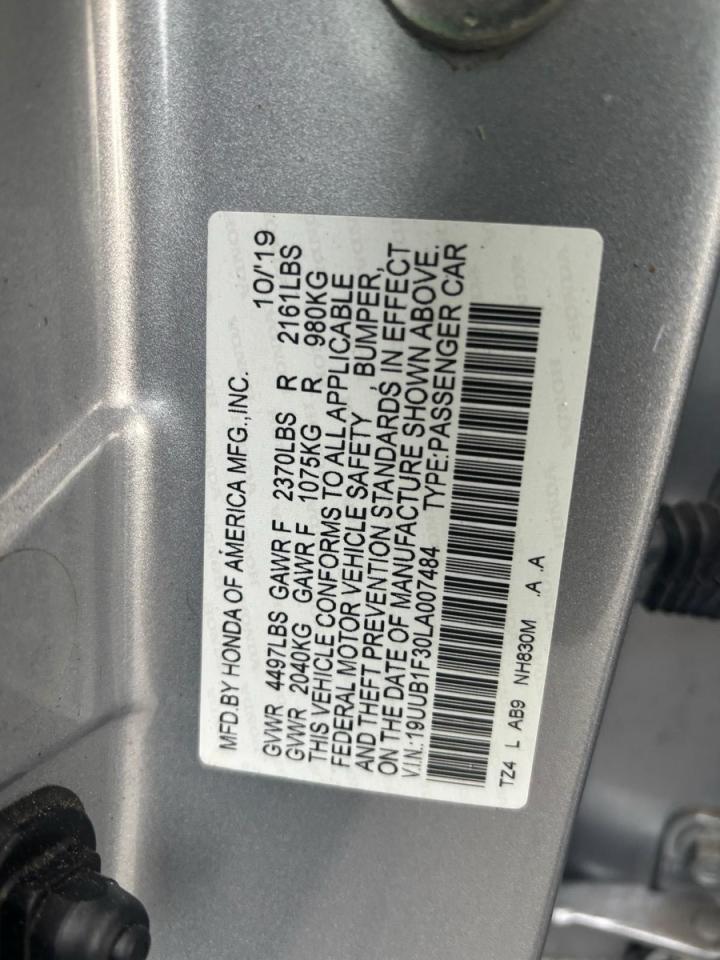 MFD.BY HONDA OF AMERICA MFG.,INC. 10/'19
GVWR 4497LBS GAWR F 2370LBS R 2161LBS
GVWR 2040KG GAWR F 1075KG R 980KG
THIS VEHICLE CONFORMS TO ALL APPLICABLE
FEDERAL MOTOR VEHICLE SAFETY , BUMPER,
AND THEFT PREVENTION STANDARDS IN EFFECT
ON THE DATE OF MANUFACTURE SHOWN ABOVE.
V.I.N.:19UUB1F30LA007484 TYPE:PASSENGER CAR
TZ4 L AB9 NH830M .A .A